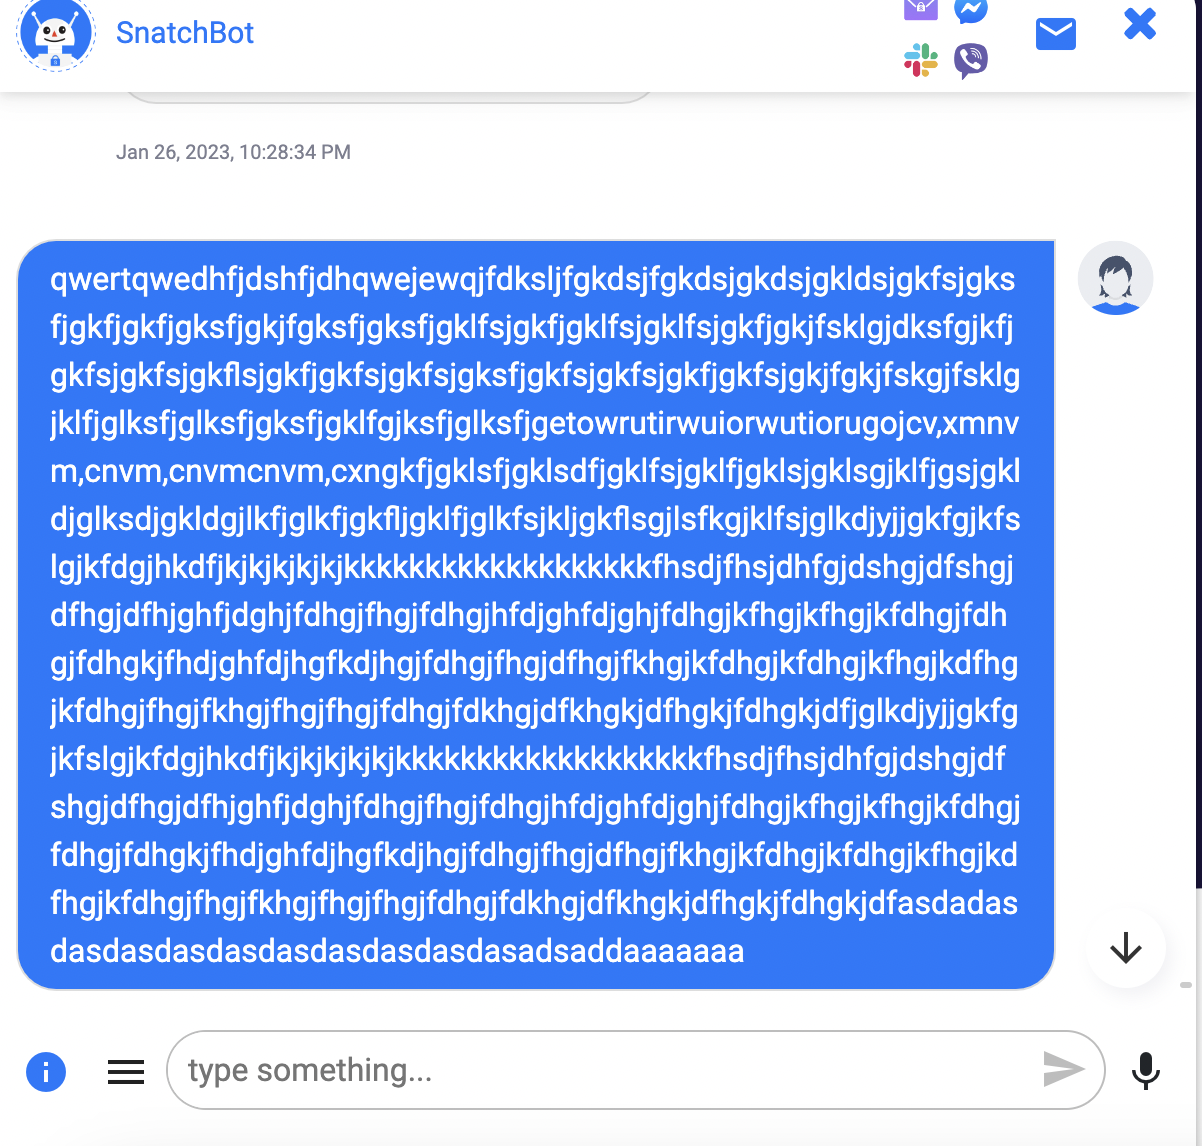 SnatchBot
Jan 26, 2023, 10:28:34 PM
qwertqwedhfjdshfjdhqwejewqjfdksljfgkdsjfgkdsjgkdsjgkldsjgkfsjgks
fjgkfjgkfjgksfjgkjfgksfjgksfjgklfsjgkfjgklfsjgklfsjgkfjgkjfsklgjdksfgjkfj
gkfsjgkfsjgkflsjgkfjgkfsjgkfsjgksfjgkfsjgkfsjgkfjgkfsjgkjfgkjfskgjfsklg
jklfjglksfjglksfjgksfjgklfgjksfjglksfjgetowrutirwuiorwutiorugojcv,xmnv
m,cnvm,cnvmcnvm,cxngkfjgklsfjgklsdfjgklfsjgklfjgklsjgklsgjklfjgsjgkl
djglksdjgkldgjlkfjglkfjgkfljgklfjglkfsjkljgkflsgjlsfkgjklfsjglkdjyjjgkfgjkfs
lgjkfdgjhkdfjkjkjkjkjkjkkkkkkkkkkkkkkkkkkkfhsdjfhsjdhfgjdshgjdfshgj
dfhgjdfhjghfjdghjfdhgjfhgjfdhgjhfdjghfdjghjfdhgjkfhgjkfhgjkfdhgjfdh
gjfdhgkjfhdjghfdjhgfkdjhgjfdhgjfhgjdfhgjfkhgjkfdhgjkfdhgjkfhgjkdfhg
jkfdhgjfhgjfkhgjfhgjfhgjfdhgjfdkhgjdfkhgkjdfhgkjfdhgkjdfjglkdjyjjgkfg
jkfslgjkfdgjhkdfjkjkjkjkjkjkkkkkkkkkkkkkkkkkkkfhsdjfhsjdhfgjdshgjdf
shgjdfhgjdfhjghfjdghjfdhgjfhgjfdhgjhfdjghfdjghjfdhgjkfhgjkfhgjkfdhgj
fdhgjfdhgkjfhdjghfdjhgfkdjhgjfdhgjfhgjdfhgjfkhgjkfdhgjkfdhgjkfhgjkd
fhgjkfdhgjfhgjfkhgjfhgjfhgjfdhgjfdkhgjdfkhgkjdfhgkjfdhgkjdfasdadas
dasdasdasdasdasdasdasdasdasadsaddaaaaaaa
type something...